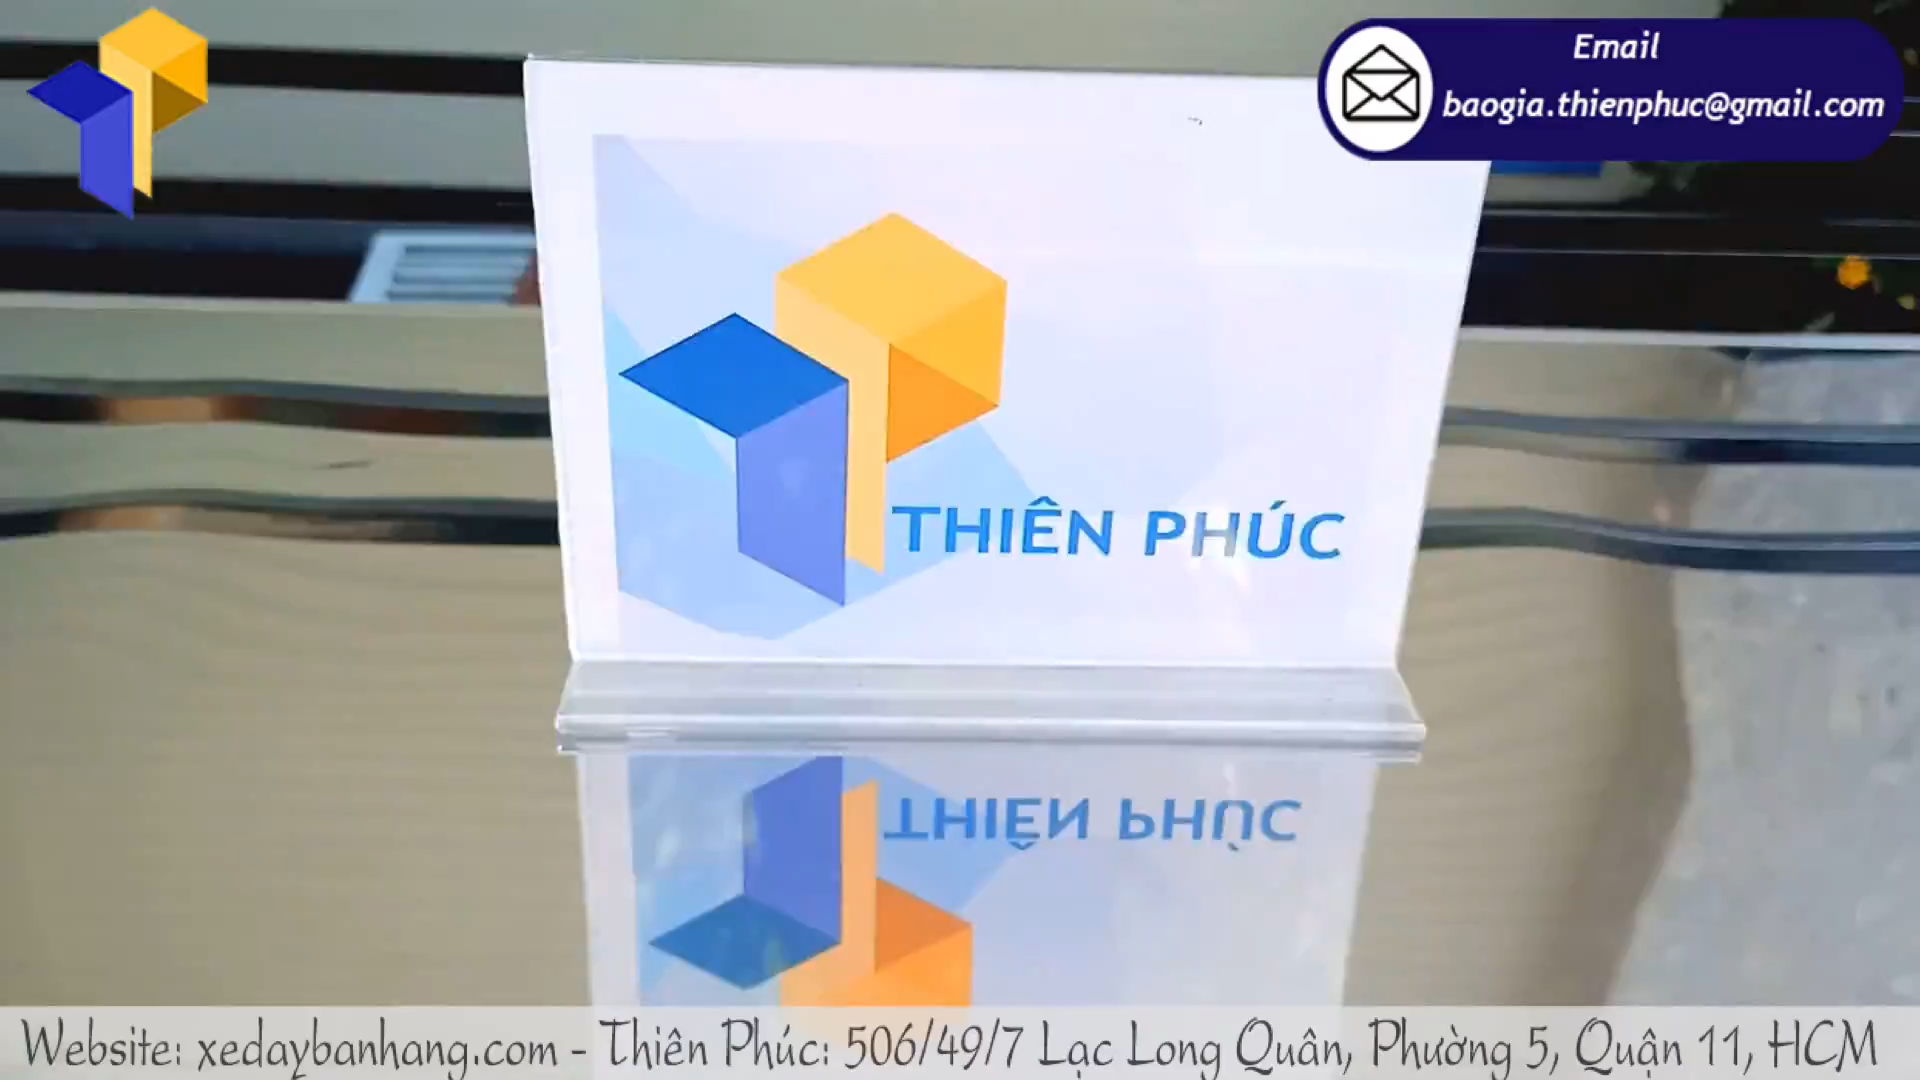 Email
baogia.thienphuc@gmail.com
THIÊN PHÚC
THIÊN PHÚC
Website: xedaybanhang.com - Thiên Phúc: 506/49/7 Lạc Long Quân, Phường 5, Quận 11, HCM